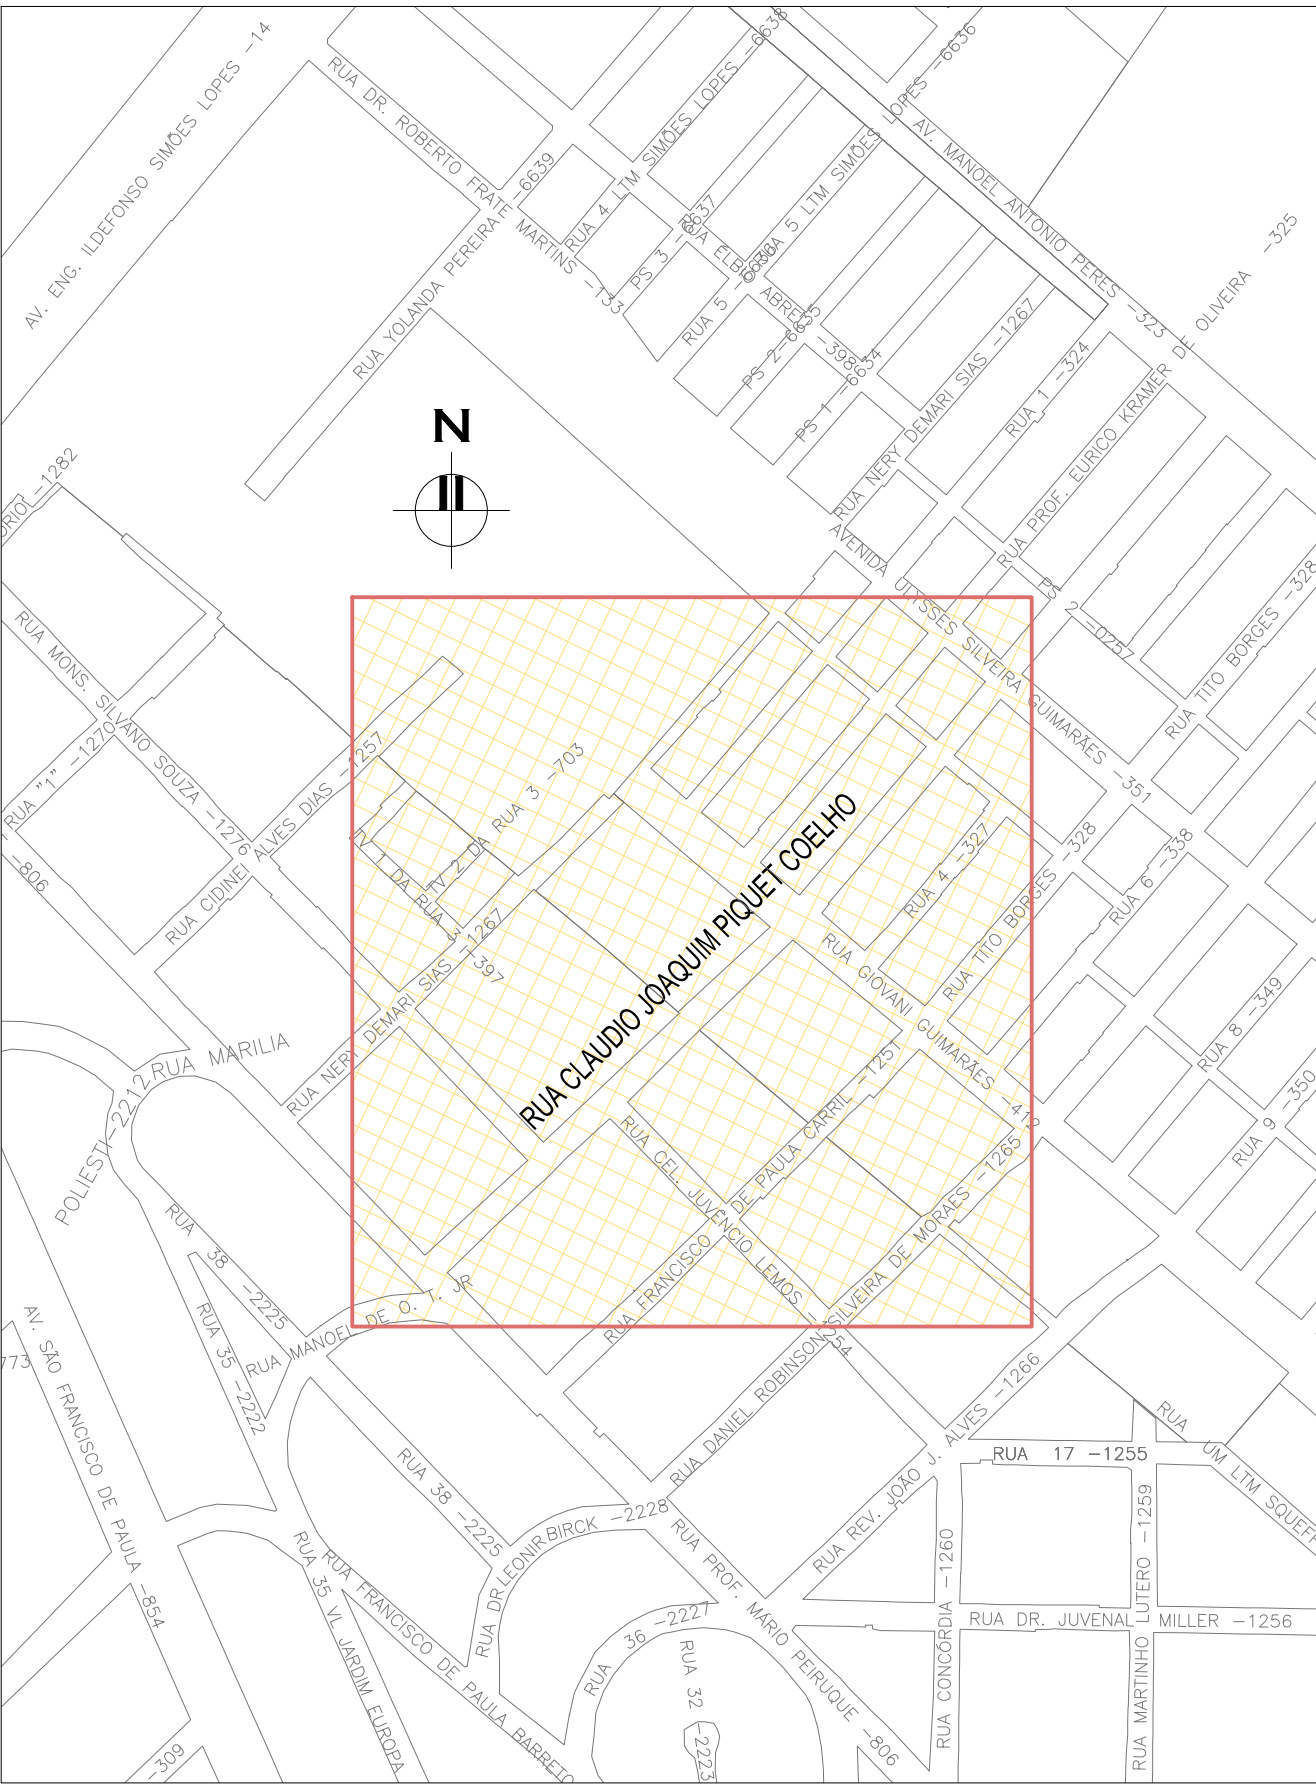 AV. ENG. ILDEFONSO SIMÕES LOPES -14
RUA DR. ROBERTO FRATE MARTINS -133
RUA YOLANDA PEREIRA -6639
RUA 4 LTM SIMÕES LOPES -6638
PS 3 -6637
RUA 5 LTM SIMÕES LOPES -6636
RUA 5 -6636
PS 2-6635
PS 1 -6634
AV. MANOEL ANTONIO PERES -323
RUA NERY DEMARI SIAS -1267
RUA 1 -324
RUA PROF. EURICO KRAMER DE OLIVEIRA -325
N
-1282
AVENIDA ULYSSES SILVEIRA GUIMARÃES -351
PS 2 -0257
RUA TITO BORGES -328
RUA MONS. SILVANO SOUZA -1276
RUA "1" -1270
-806
RUA CIDINEI ALVES DIAS -1257
TV 2 DA RUA 3 -703
TV 1 DA RUA 3 -397
RUA NERY DEMARI SIAS -1267
RUA CLAUDIO JOAQUIM PIQUET COELHO
RUA 4 -327
RUA TITO BORGES -328
RUA 6 -338
RUA GIOVANI GUIMARÃES -412
RUA 8 -349
RUA 9 -350
RUA MARILIA
POLIESTI -2212
RUA CEL. JUVENCIO LEMOS -1254
RUA FRANCISCO DE PAULA CARRIL -1251
RUA DANIEL ROBINSON SILVEIRA DE MORAES -1265
RUA 38 -2225
RUA 35 -2222
RUA MANOEL DE O. T. JR
AV. SÃO FRANCISCO DE PAULA -854
773
RUA REV. JOÃO J. ALVES -1266
RUA 17 -1255
RUA UM LTM SQUEFF
RUA 38 -2225
RUA DR LEONIR BIRCK -2228
RUA PROF. MÁRIO PEIRUQUE -806
RUA CONCÓRDIA -1260
RUA MARTINHO LUTERO -1259
RUA DR. JUVENAL MILLER -1256
RUA 35 VL JARDIM EUROPA
RUA FRANCISCO DE PAULA BARRETO
RUA 36 -2227
RUA 32 -2223
-309